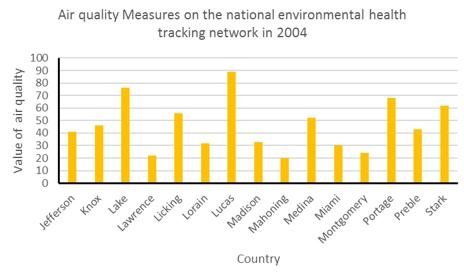 Air quality Measures on the national environmental health
tracking network in 2004
Value of air quality
100
90
80
70
60
50
40
30
20
10
0
Jefferson
Knox
Lake
Lawrence
Licking
Lorain
Lucas
Madison
Mahoning
Medina
Miami
Montgomery
Portage
Preble
Stark
Country